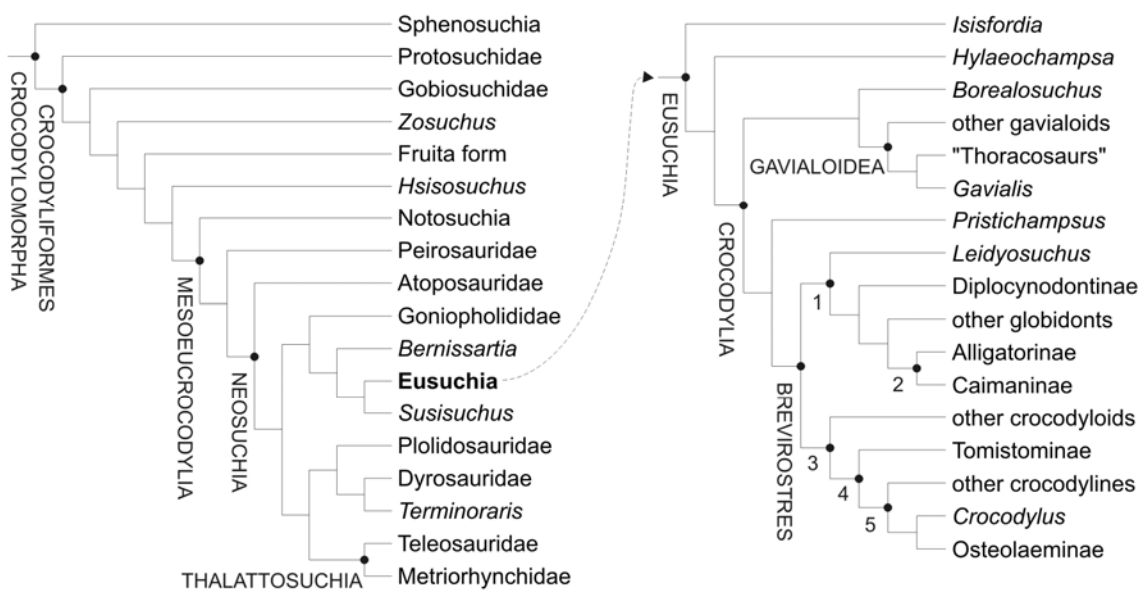 Sphenosuchia
Protosuchidae
Gobiosuchidae
Zosuchus
Fruita form
Hsisosuchus
Notosuchia
Peirosauridae
Atoposauridae
Goniopholididae
Bernissartia
Eusuchia
Susisuchus
Plolidosauridae
Dyrosauridae
Terminoraris
Teleosauridae
Metriorhynchidae
CROCODYLOMORPHA
CROCODYLIFORMES
MESOEUCROCODYLIA
NEOSUCHIA
THALATTOSUCHIA
Isisfordia
Hylaeochampsa
Borealosuchus
other gavialoids
"Thoracosaurs"
Gavialis
Pristichampsus
Leidyosuchus
Diplocynodontinae
other globidonts
Alligatorinae
Caimaninae
other crocodyloids
Tomistominae
other crocodylines
Crocodylus
Osteolaeminae
EUSUCHIA
GAVIALOIDEA
CROCODYLIA
BREVIROSTRES
1
2
3
4
5